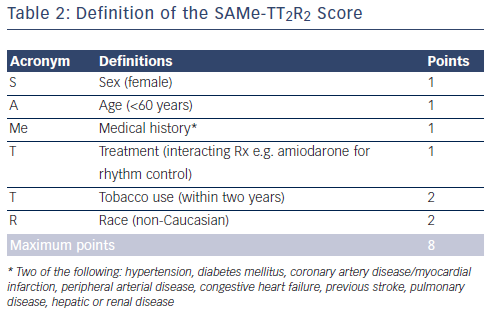 Table 2: Definition of the SAMe-TT2R2 Score
Acronym Definitions Points
S Sex (female) 1
A Age (<60 years) 1
Me Medical history* 1
T Treatment (interacting Rx e.g. amiodarone for 1
rhythm control)
T Tobacco use (within two years) 2
R Race (non-Caucasian) 2
Maximum points 8
* Two of the following: hypertension, diabetes mellitus, coronary artery disease/myocardial
infarction, peripheral arterial disease, congestive heart failure, previous stroke, pulmonary
disease, hepatic or renal disease